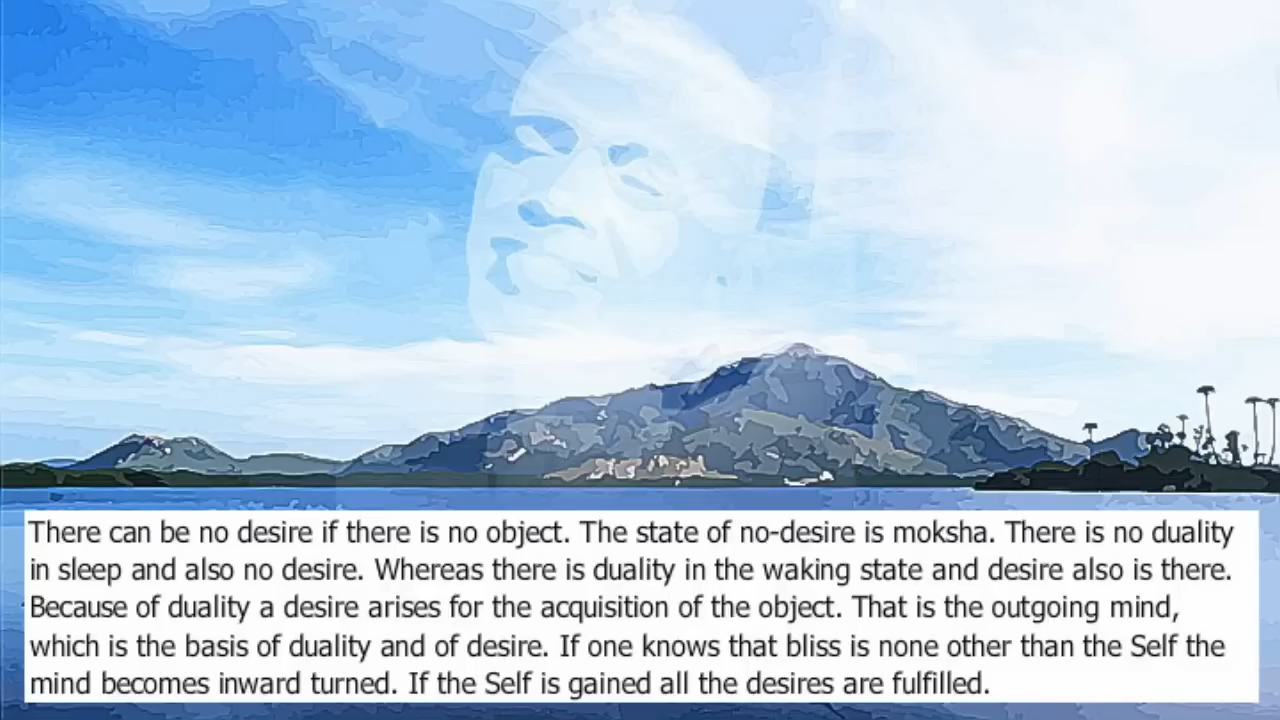 There can be no desire if there is no object. The state of no-desire is moksha. There is no duality
in sleep and also no desire. Whereas there is duality in the waking state and desire also is there.
Because of duality a desire arises for the acquisition of the object. That is the outgoing mind,
which is the basis of duality and of desire. If one knows that bliss is none other than the Self the
mind becomes inward turned. If the Self is gained all the desires are fulfilled.